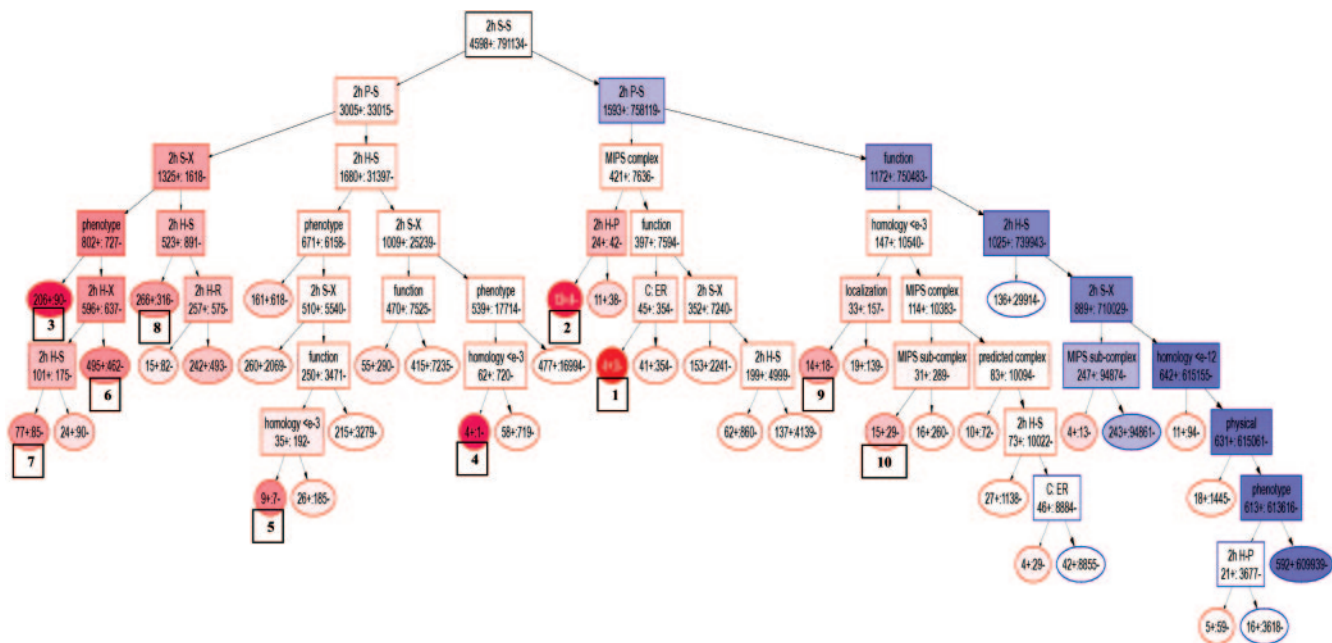 2h S-S
4598+: 791134-
2h P-S
3005+: 33015-
2h P-S
1593+: 758119-
2h S-X
1325+: 1618-
2h H-S
1680+: 31397-
MIPS complex
421+: 7636-
function
1172+: 750483-
phenotype
802+: 727-
2h H-S
523+: 891-
phenotype
671+: 6158-
2h S-X
1009+: 25239-
2h H-P
24+: 42-
function
397+: 7594-
homology <e-3
147+: 10540-
2h H-S
1025+: 739943-
206+:90-
2h H-X
596+: 637-
266+:316-
2h H-R
257+: 575-
161+:618-
2h S-X
510+: 5540-
function
470+: 7525-
phenotype
539+: 17714-
11+:38-
C: ER
45+: 354-
2h S-X
352+: 7240-
localization
33+: 157-
MIPS complex
114+: 10383-
136+:29914-
2h S-X
889+: 710029-
3
8
2
2h H-S
101+: 175-
495+:462-
15+:82-
242+:493-
260+:2069-
function
250+: 3471-
55+:290-
415+:7235-
homology <e-3
62+: 720-
477+:16994-
41+:354-
153+:2241-
2h H-S
199+: 4999-
14+:18-
19+:139-
MIPS sub-complex
31+: 289-
predicted complex
83+: 10094-
MIPS sub-complex
247+: 94874-
homology <e-12
642+: 615155-
6
1
9
77+:85-
24+:90-
homology <e-3
35+: 192-
215+:3279-
4+:1-
58+:719-
62+:860-
137+:4139-
15+:29-
16+:260-
10+:72-
2h H-S
73+: 10022-
4+:13-
243+:94861-
11+:94-
physical
631+: 615061-
7
4
10
9+:7-
26+:185-
27+:1138-
C: ER
46+: 8884-
18+:1445-
phenotype
613+: 613616-
5
4+:29-
42+:8855-
2h H-P
21+: 3677-
592+:609939-
5+:59-
16+:3618-